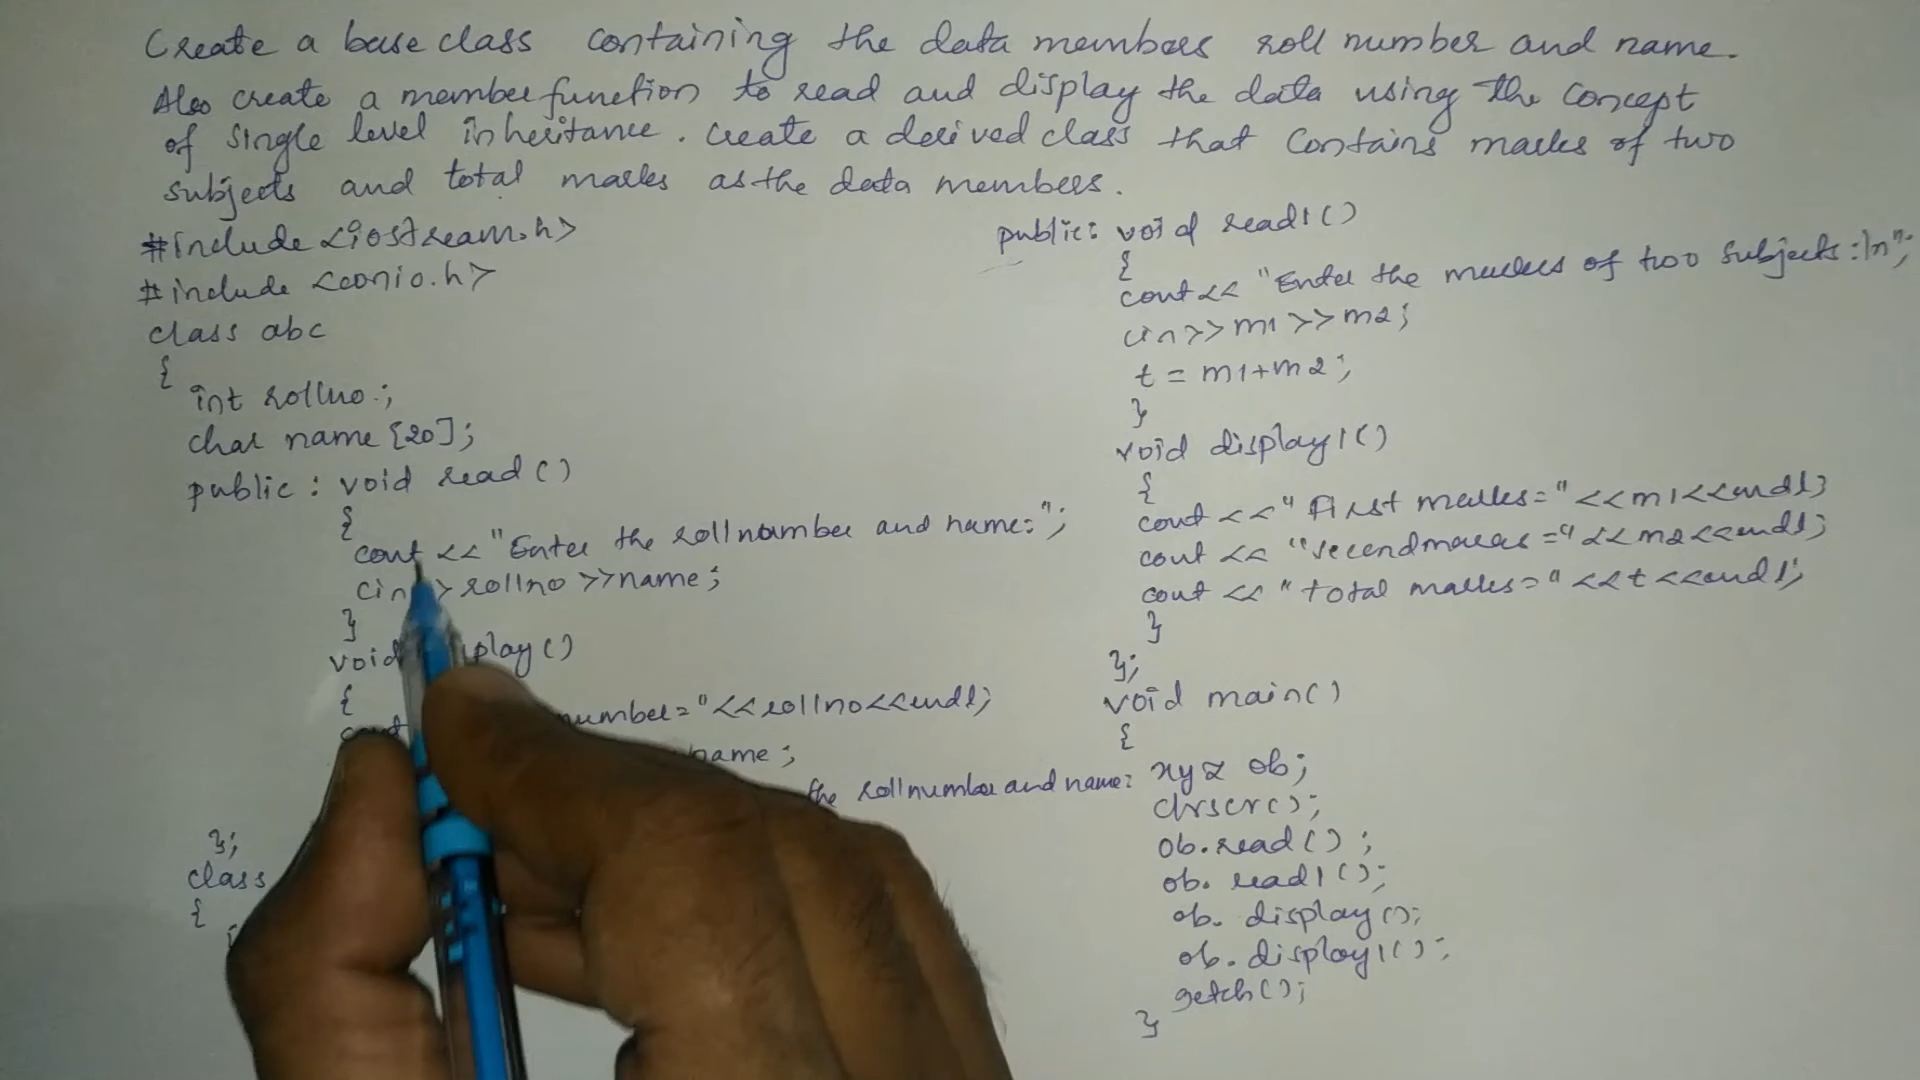 Create a base class containing the data members roll number and name.
Also create a member function to read and display the data using the concept
of single level inheritance. Create a derived class that contains marks of two
subjects and total marks as the data members.
#include <iostream.h>
#include <conio.h>
class abc
{
int rollno;
char name [20];
public : void read ()
{
cout << "Enter the rollnumber and name:";
cin > rollno >>name;
}
void play ()
{
cout number="<<rollno<<endl;
name;
the rollnumber and name:
};
class
{
public: void read1 ()
{
cout << "Enter the marks of two subjects:\n";
cin>>m1>>m2;
t = m1+m2;
}
void display1()
{
cout <<"First marks="<<m1<<endl;
cout << "second marks="<<m2<<endl;
cout << "total marks="<<t<<endl;
}
};
void main()
{
xyz ob;
clrscr();
ob.read();
ob. read1();
ob. display();
ob. display1();
getch();
}